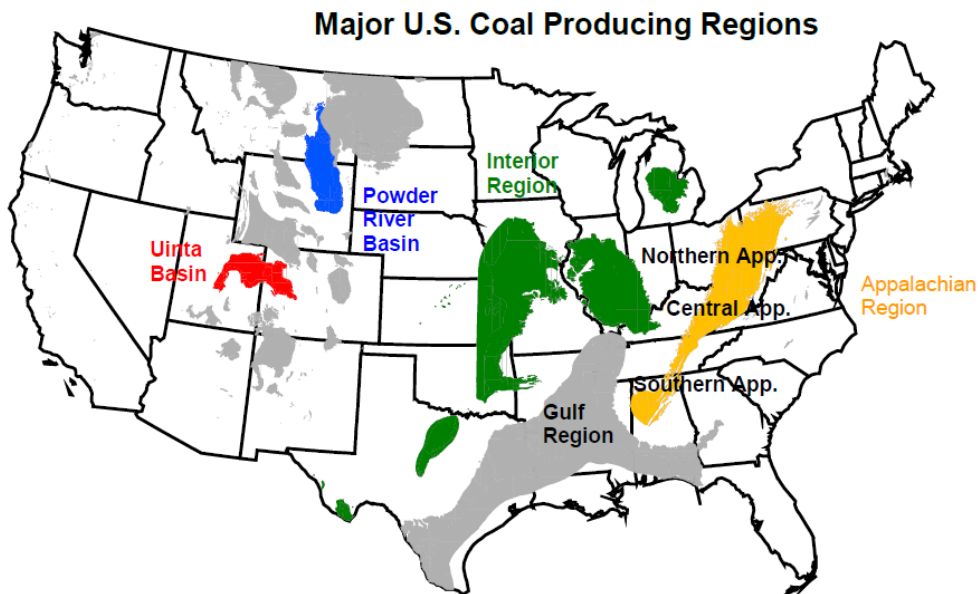 Major U.S. Coal Producing Regions
Interior
Region
Powder
River
Basin
Uinta
Basin
Northern App.
Central App.
Appalachian
Region
Southern App.
Gulf
Region